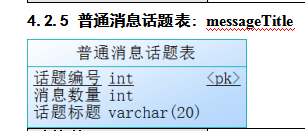 4.2.5 普通消息话题表：messageTitle
普通消息话题表
话题编号 int <pk>
消息数量 int
话题标题 varchar(20)